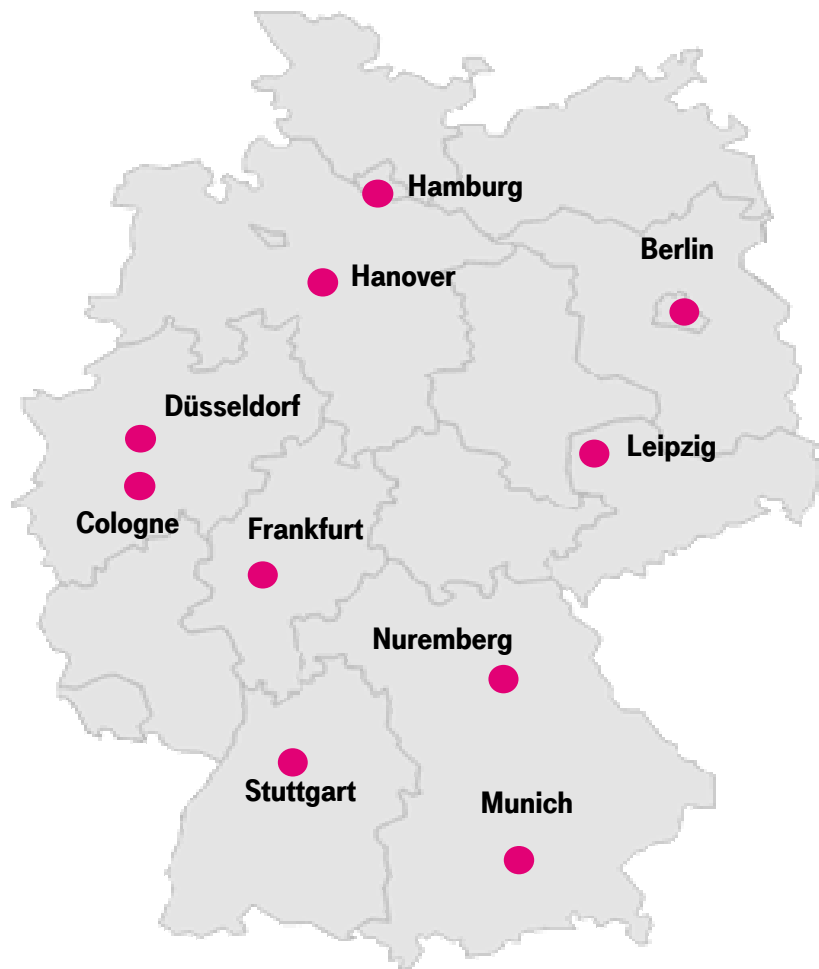 Hamburg
Berlin
Hanover
Düsseldorf
Leipzig
Cologne
Frankfurt
Nuremberg
Stuttgart
Munich